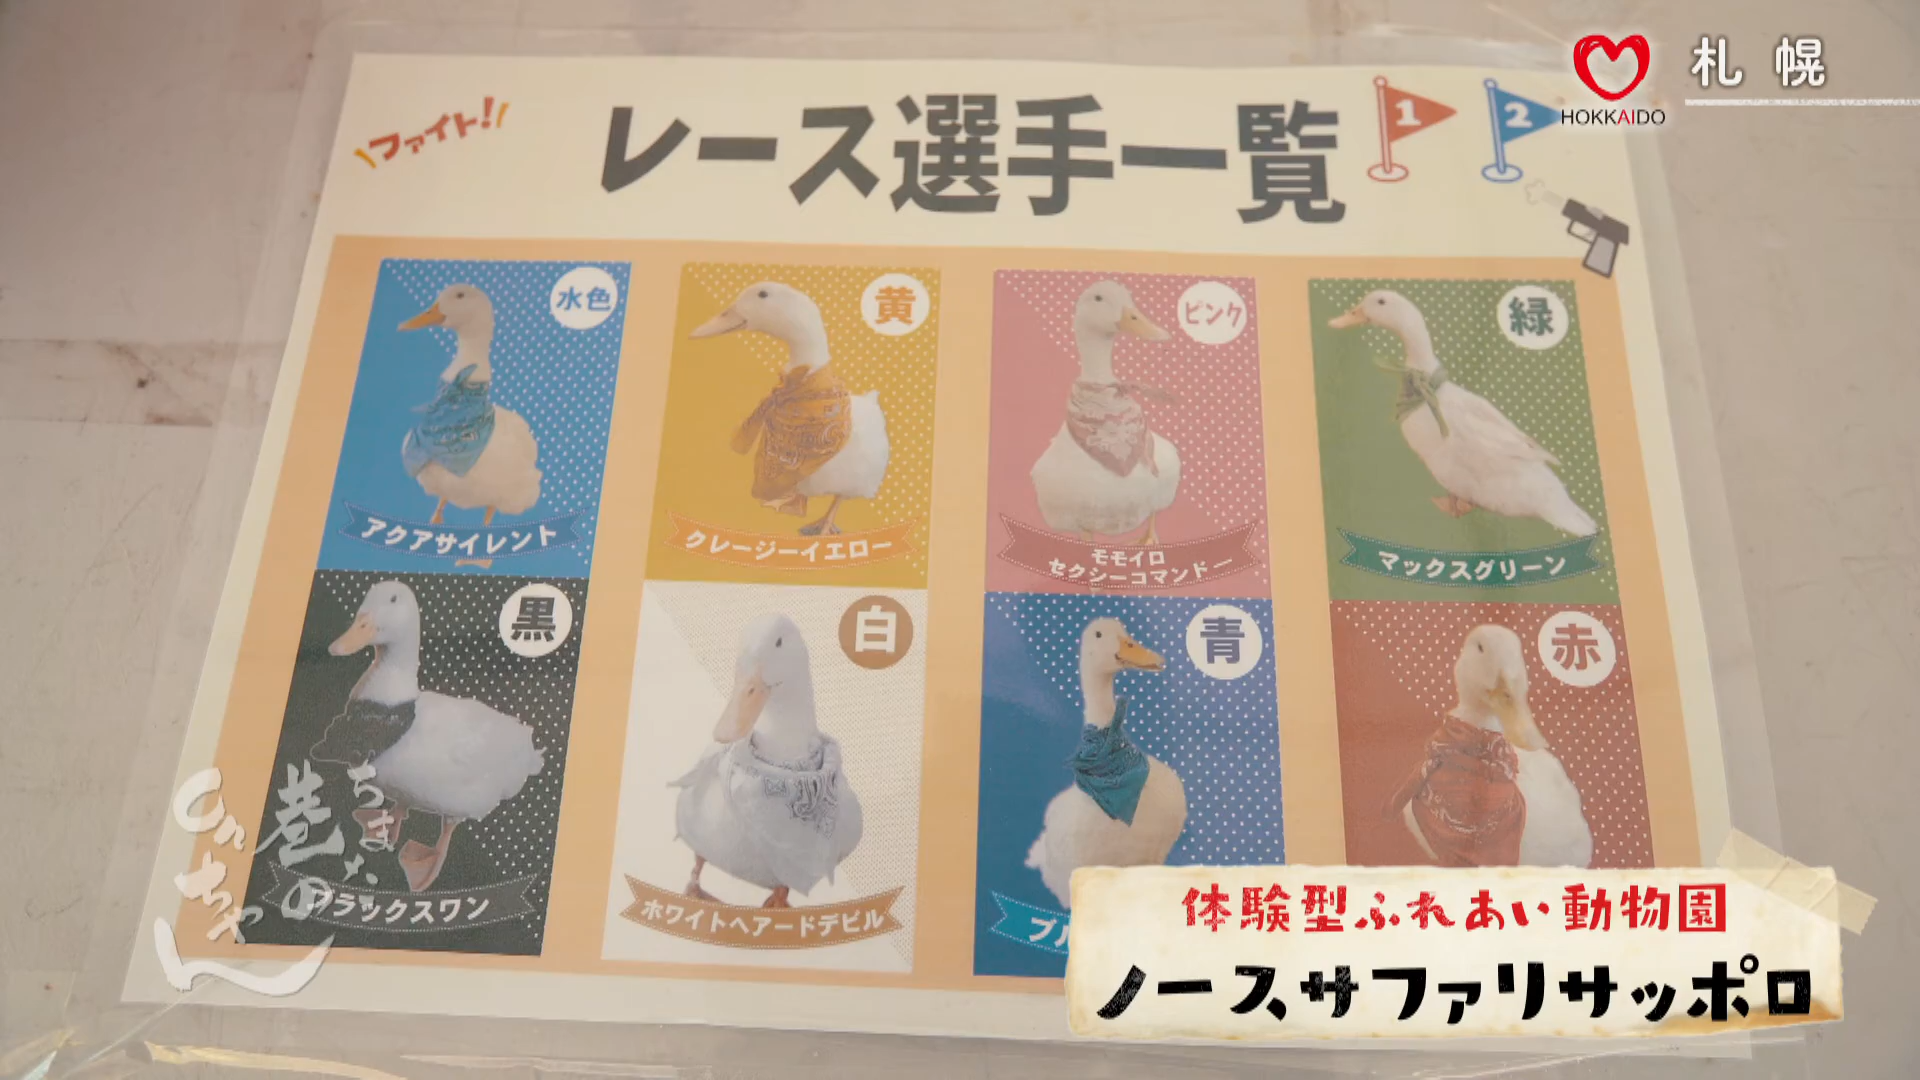 HOKKAIDO
札幌
ファイト!
レース選手一覧
1
2
水色
アクアサイレント
黄
クレージーイエロー
ピンク
モモイロ
セクシーコマンドー
緑
マックスグリーン
黒
ブラックスワン
白
ホワイトヘアードデビル
青
ブル
赤
体験型ふれあい動物園
ノースサファリサッポロ